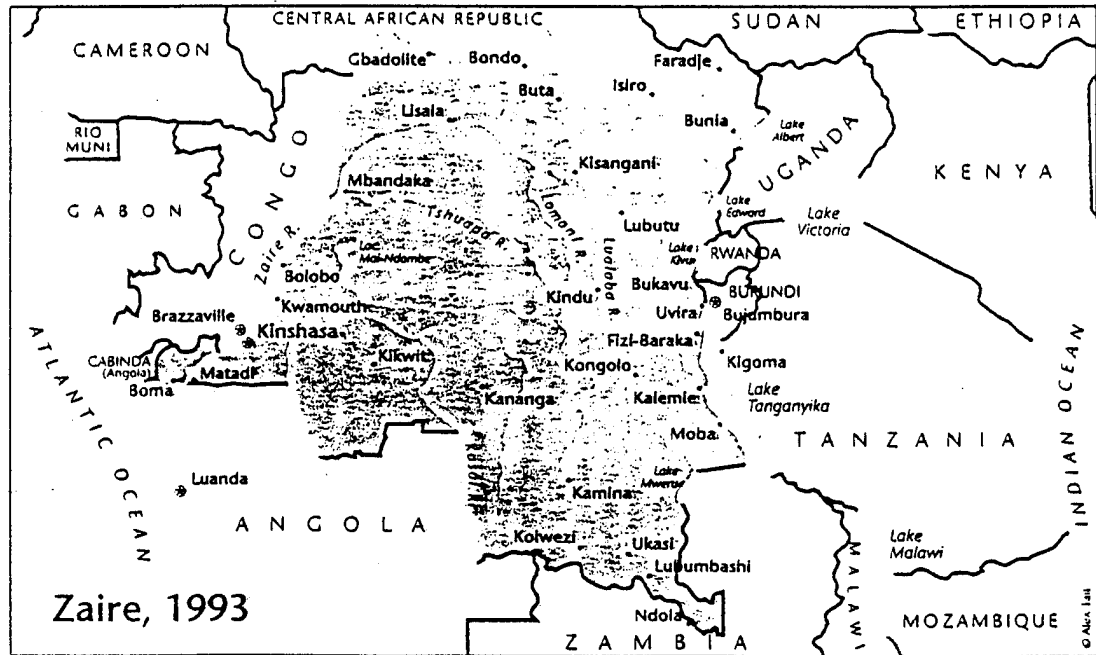 CENTRAL AFRICAN REPUBLIC
SUDAN
ETHIOPIA
CAMEROON
Gbadolite
Bondo
Faradje
Isiro
Buta
Lisala
Bunia
Lake
Albert
RIO
MUNI
UGANDA
Kisangani
KENYA
Mbandaka
GABON
CONGO
Tshuapa R.
Lomani R.
Lualaba R.
Lubutu
Lake
Edward
Lake
Victoria
Zaire R.
Lac
Mai-Ndombe
Lake
Kivu
RWANDA
Bolobo
Kindu
Bukavu
BURUNDI
Kwamouth
Uvira
Bujambura
Brazzaville
Kinshasa
Fizi-Baraka
CABINDA
(Angola)
Kikwit
Kongolo
Kigoma
Matadi
Boma
Kananga
Kalemie
Lake
Tanganyika
ATLANTIC OCEAN
Moba
TANZANIA
INDIAN OCEAN
Luanda
Lake
Mweru
Kamina
ANGOLA
Kolwezi
Ukasi
Lake
Malawi
Lubumbashi
MALAWI
Zaire, 1993
Ndola
MOZAMBIQUE
ZAMBIA